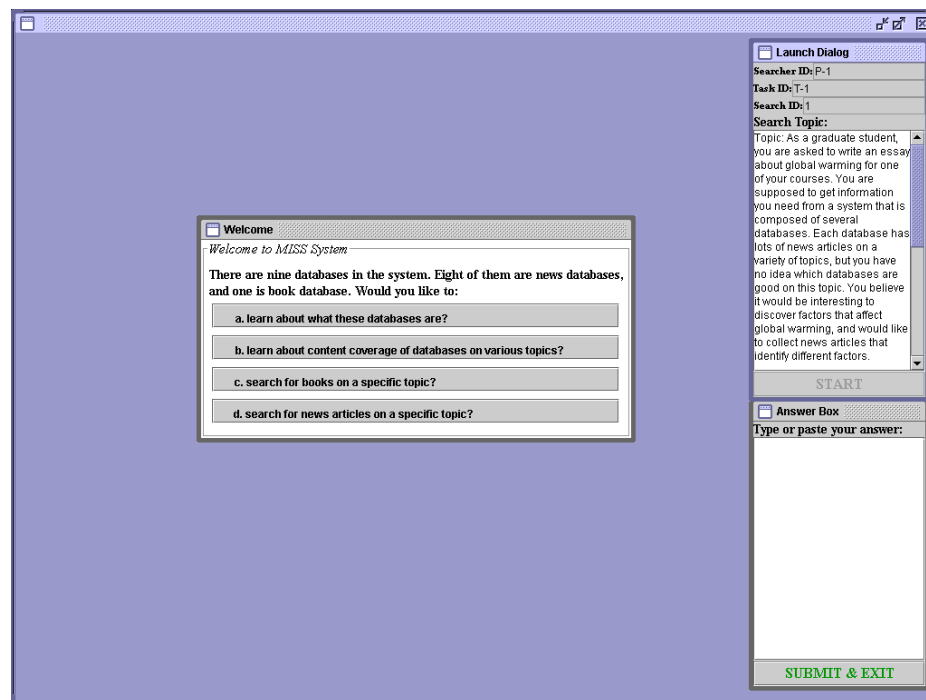 Welcome
Welcome to MISS System
There are nine databases in the system. Eight of them are news databases,
and one is book database. Would you like to:
a. learn about what these databases are?
b. learn about content coverage of databases on various topics?
c. search for books on a specific topic?
d. search for news articles on a specific topic?
Launch Dialog
Searcher ID: P-1
Task ID: T-1
Search ID: 1
Search Topic:
Topic: As a graduate student,
you are asked to write an essay
about global warming for one
of your courses. You are
supposed to get information
you need from a system that is
composed of several
databases. Each database has
lots of news articles on a
variety of topics, but you have
no idea which databases are
good on this topic. You believe
it would be interesting to
discover factors that affect
global warming, and would like
to collect news articles that
identify different factors.
START
Answer Box
Type or paste your answer:
SUBMIT & EXIT